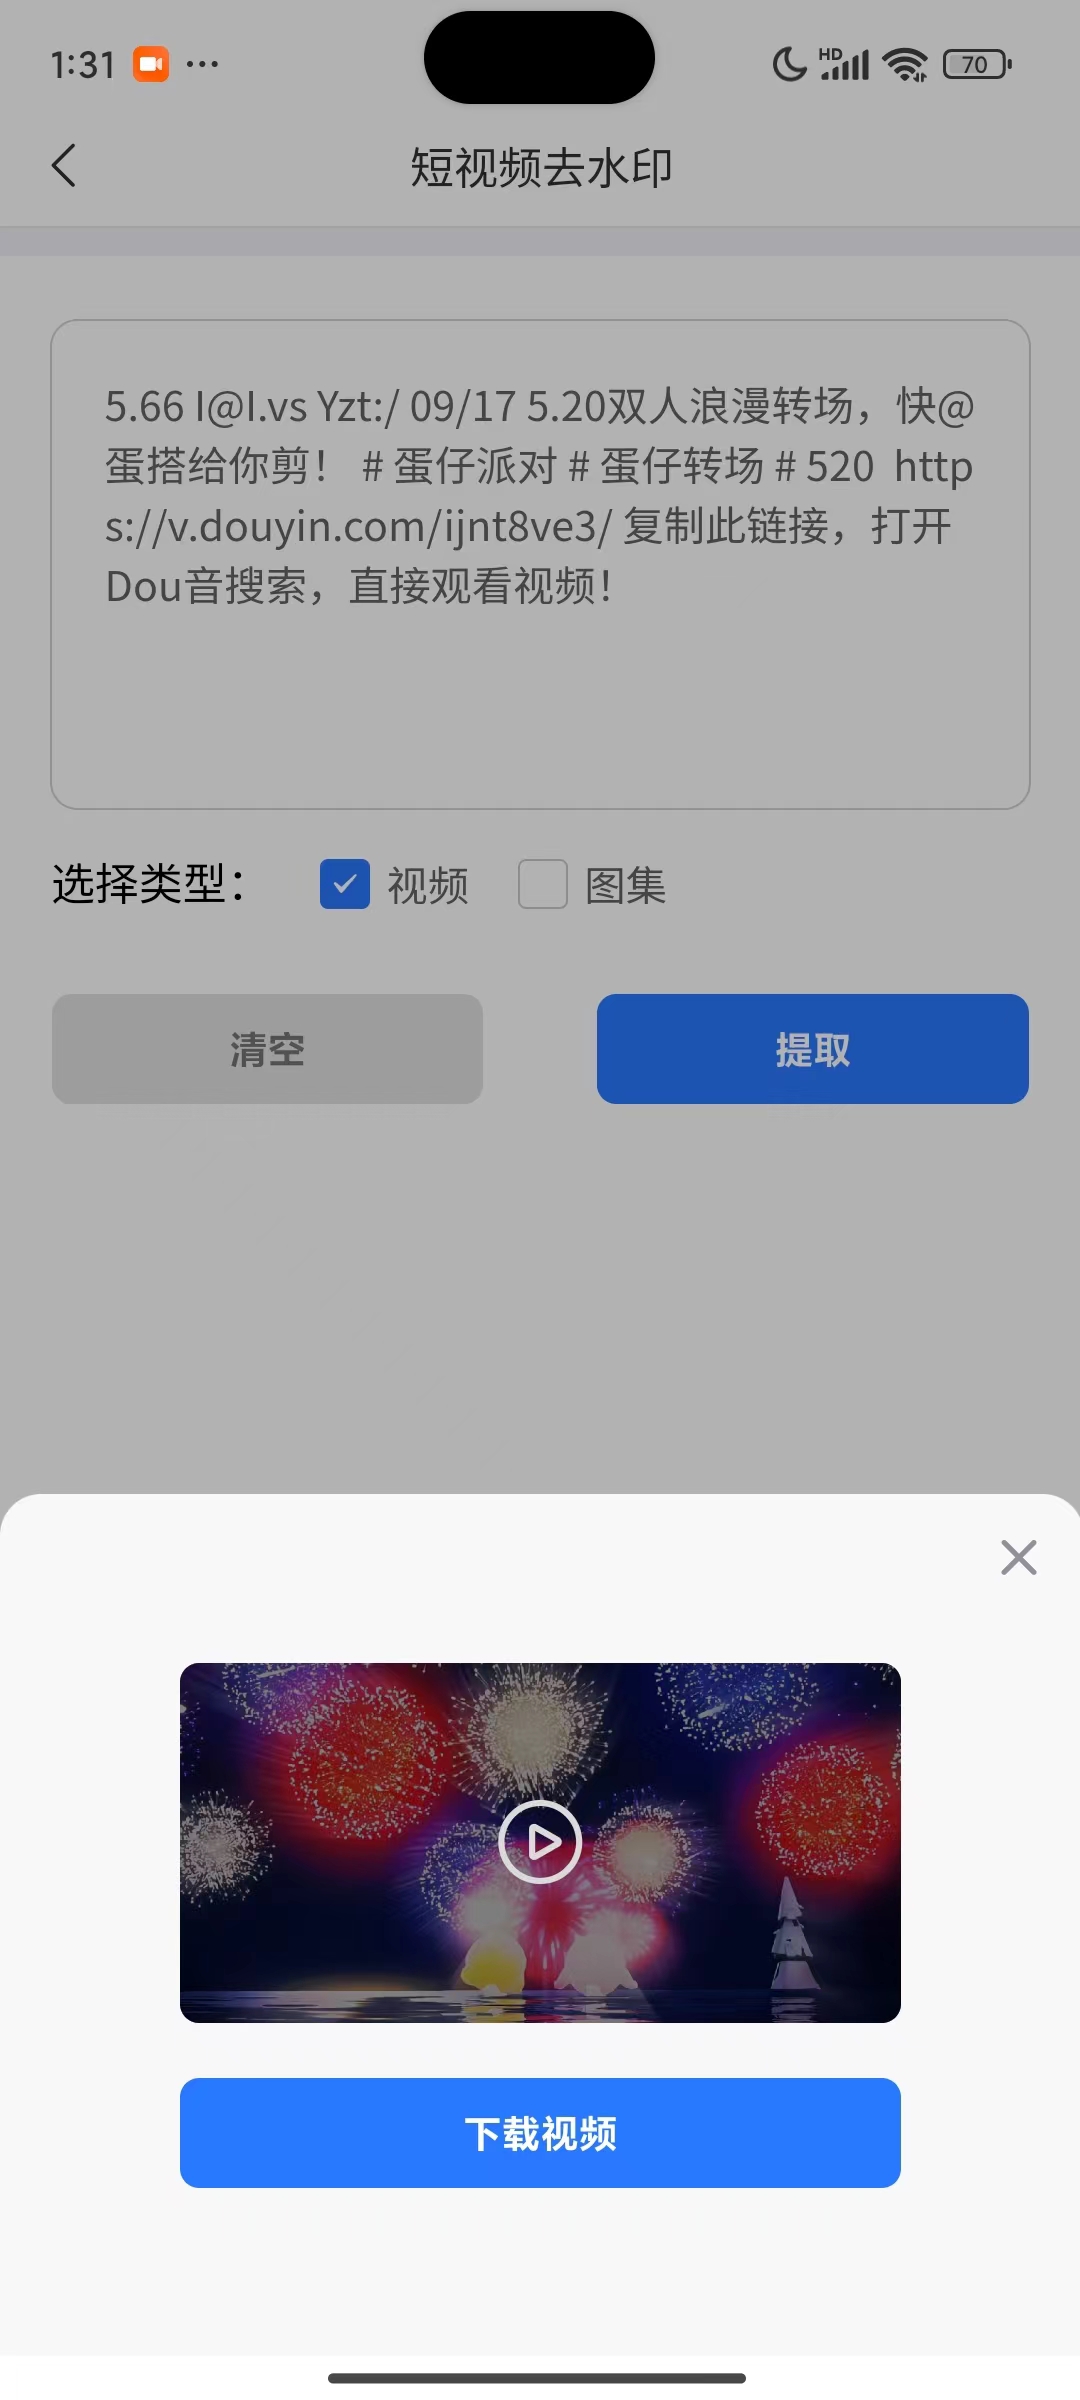 1:31
HD
70
短视频去水印
5.66 I@I.vs Yzt:/ 09/17 5.20双人浪漫转场，快@
蛋搭给你剪！ # 蛋仔派对 # 蛋仔转场 # 520  http
s://v.douyin.com/ijnt8ve3/ 复制此链接，打开
Dou音搜索，直接观看视频！
选择类型： 视频 图集
清空 提取
下载视频